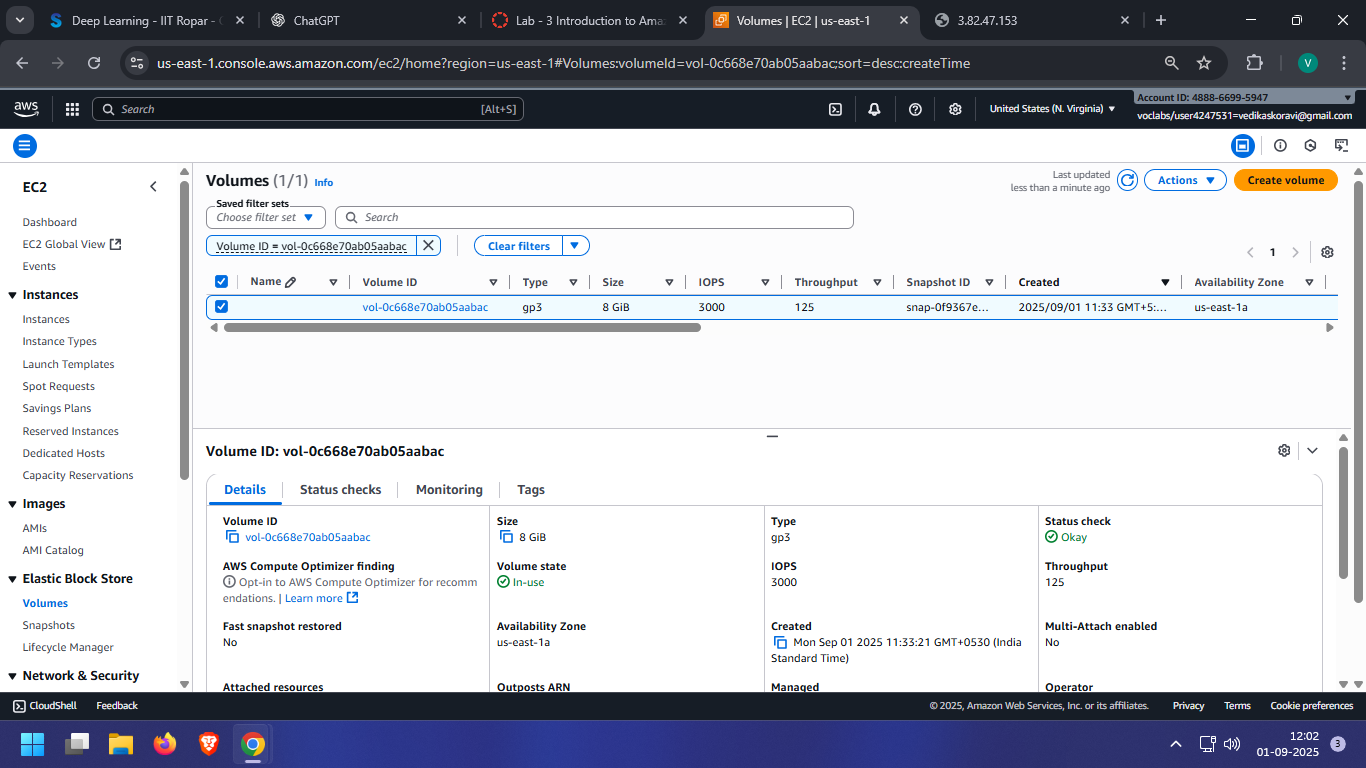 Deep Learning - IIT Ropar - C
ChatGPT
Lab - 3 Introduction to Amaz
Volumes | EC2 | us-east-1
3.82.47.153
us-east-1.console.aws.amazon.com/ec2/home?region=us-east-1#Volumes:volumeId=vol-0c668e70ab05aabac;sort=desc:createTime
V
aws
Search
[Alt+S]
United States (N. Virginia)
Account ID: 4888-6699-5947
voclabs/user4247531=vedikaskoravi@gmail.com
EC2
Dashboard
EC2 Global View
Events
Instances
Instances
Instance Types
Launch Templates
Spot Requests
Savings Plans
Reserved Instances
Dedicated Hosts
Capacity Reservations
Images
AMIs
AMI Catalog
Elastic Block Store
Volumes
Snapshots
Lifecycle Manager
Network & Security
Volumes (1/1) Info
Last updated
less than a minute ago
Actions
Create volume
Saved filter sets
Choose filter set
Search
Volume ID = vol-0c668e70ab05aabac
Clear filters
1
Name Volume ID Type Size IOPS Throughput Snapshot ID Created Availability Zone
vol-0c668e70ab05aabac gp3 8 GiB 3000 125 snap-0f9367e... 2025/09/01 11:33 GMT+5:... us-east-1a
Volume ID: vol-0c668e70ab05aabac
Details Status checks Monitoring Tags
Volume ID
vol-0c668e70ab05aabac
Size
8 GiB
Type
gp3
Status check
Okay
AWS Compute Optimizer finding
Opt-in to AWS Compute Optimizer for recomm
endations. | Learn more
Volume state
In-use
IOPS
3000
Throughput
125
Fast snapshot restored
No
Availability Zone
us-east-1a
Created
Mon Sep 01 2025 11:33:21 GMT+0530 (India
Standard Time)
Multi-Attach enabled
No
Attached resources
Outposts ARN
Managed
Operator
CloudShell
Feedback
© 2025, Amazon Web Services, Inc. or its affiliates.
Privacy
Terms
Cookie preferences
12:02
01-09-2025
3